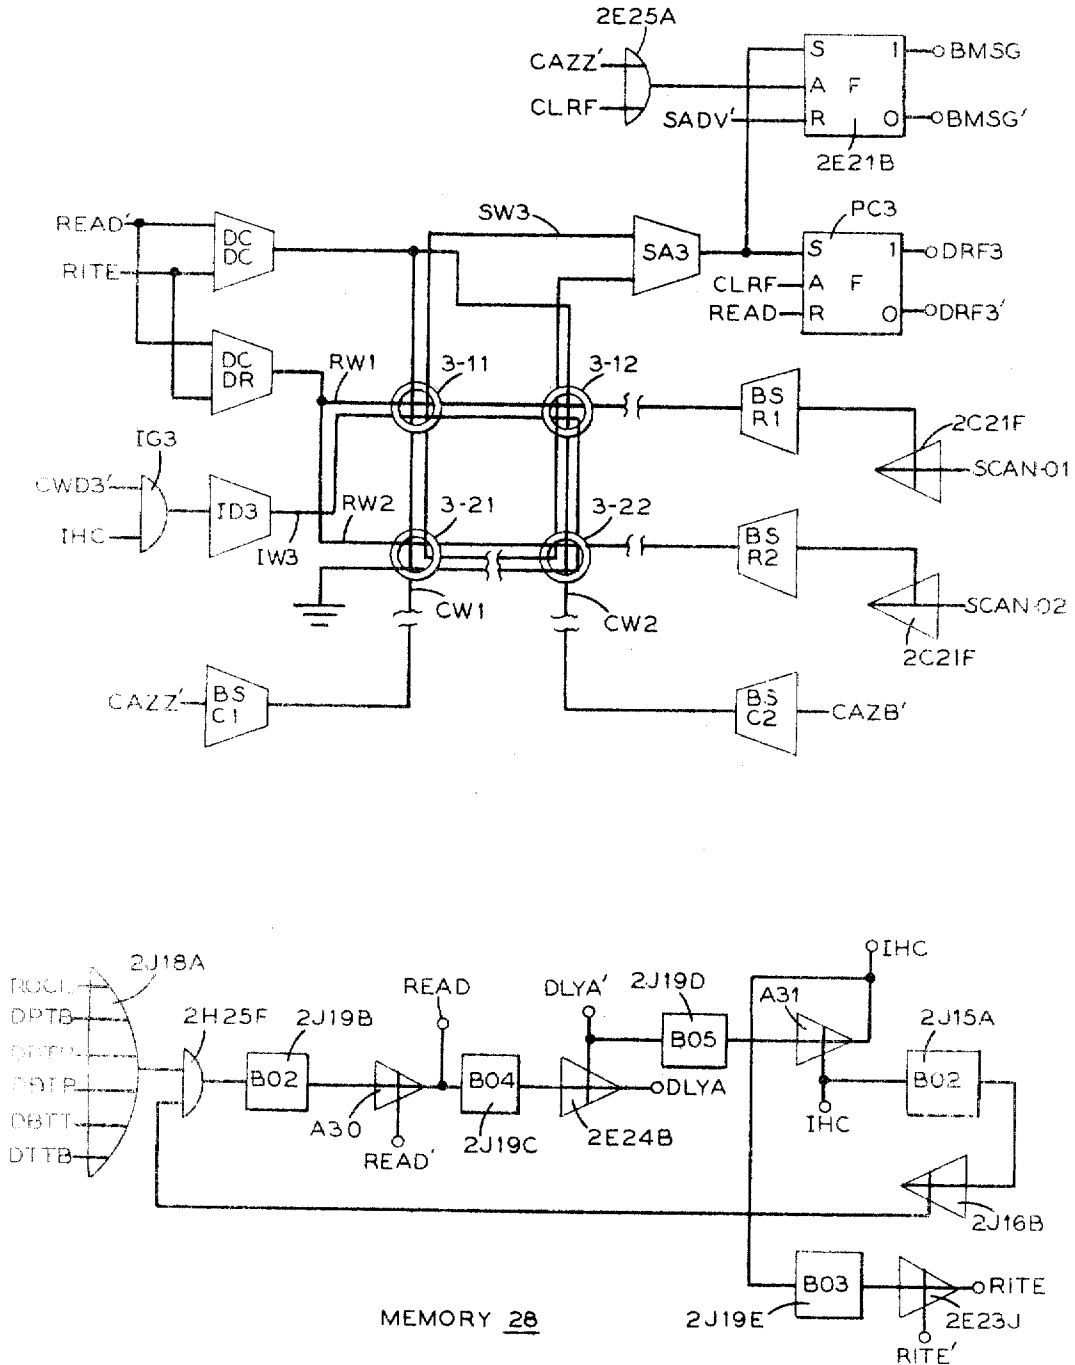 2E25A
CAZZ'
CLRF
S 1
A F
R O
BMSG
SADV'
BMSG'
2E21B
READ'
RITE
DC
DC
SW3
SA3
PC3
S 1
A F
R O
CLRF
READ
DRF3
DRF3'
DC
DR
RW1
3-11
3-12
BS
R1
2C21F
SCAN-01
IG3
CWD3'
IHC
ID3
IW3
RW2
3-21
3-22
BS
R2
SCAN-02
2C21F
CW1
CW2
CAZZ'
BS
C1
BS
C2
CAZB'
2J18A
DPTB
DBTT
DTTB
2H25F
2J19B
B02
READ
A30
READ'
B04
2J19C
DLYA'
DLYA
2E24B
2J19D
B05
A31
IHC
IHC
2J15A
B02
2J16B
B03
2J19E
RITE
2E23J
RITE'
MEMORY 28